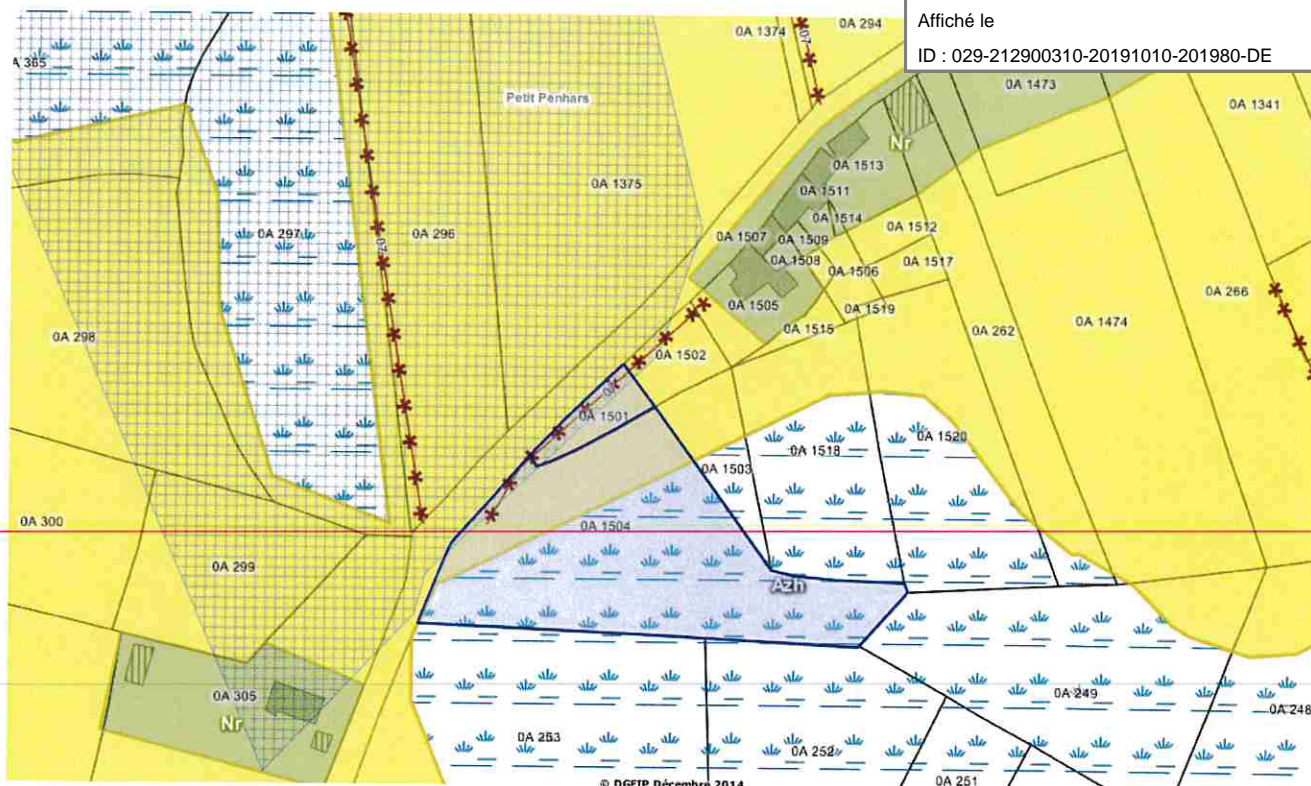 Affiché le
ID : 029-212900310-20191010-201980-DE
0A 1374
0A 294
0A 365
Petit Penhars
0A 1473
0A 1341
Nr
0A 1513
0A 1375
0A 1511
0A 1514
0A 297
0A 296
0A 1507
0A 1509
0A 1512
0A 1508
0A 1517
0A 1506
0A 266
0A 1505
0A 1519
0A 1474
0A 298
0A 1515
0A 262
0A 1502
0A 1501
0A 1520
0A 1518
0A 1503
0A 300
0A 1504
0A 299
Azh
0A 305
0A 249
0A 248
Nr
0A 253
0A 252
0A 251
© DGFIP Décembre 2014